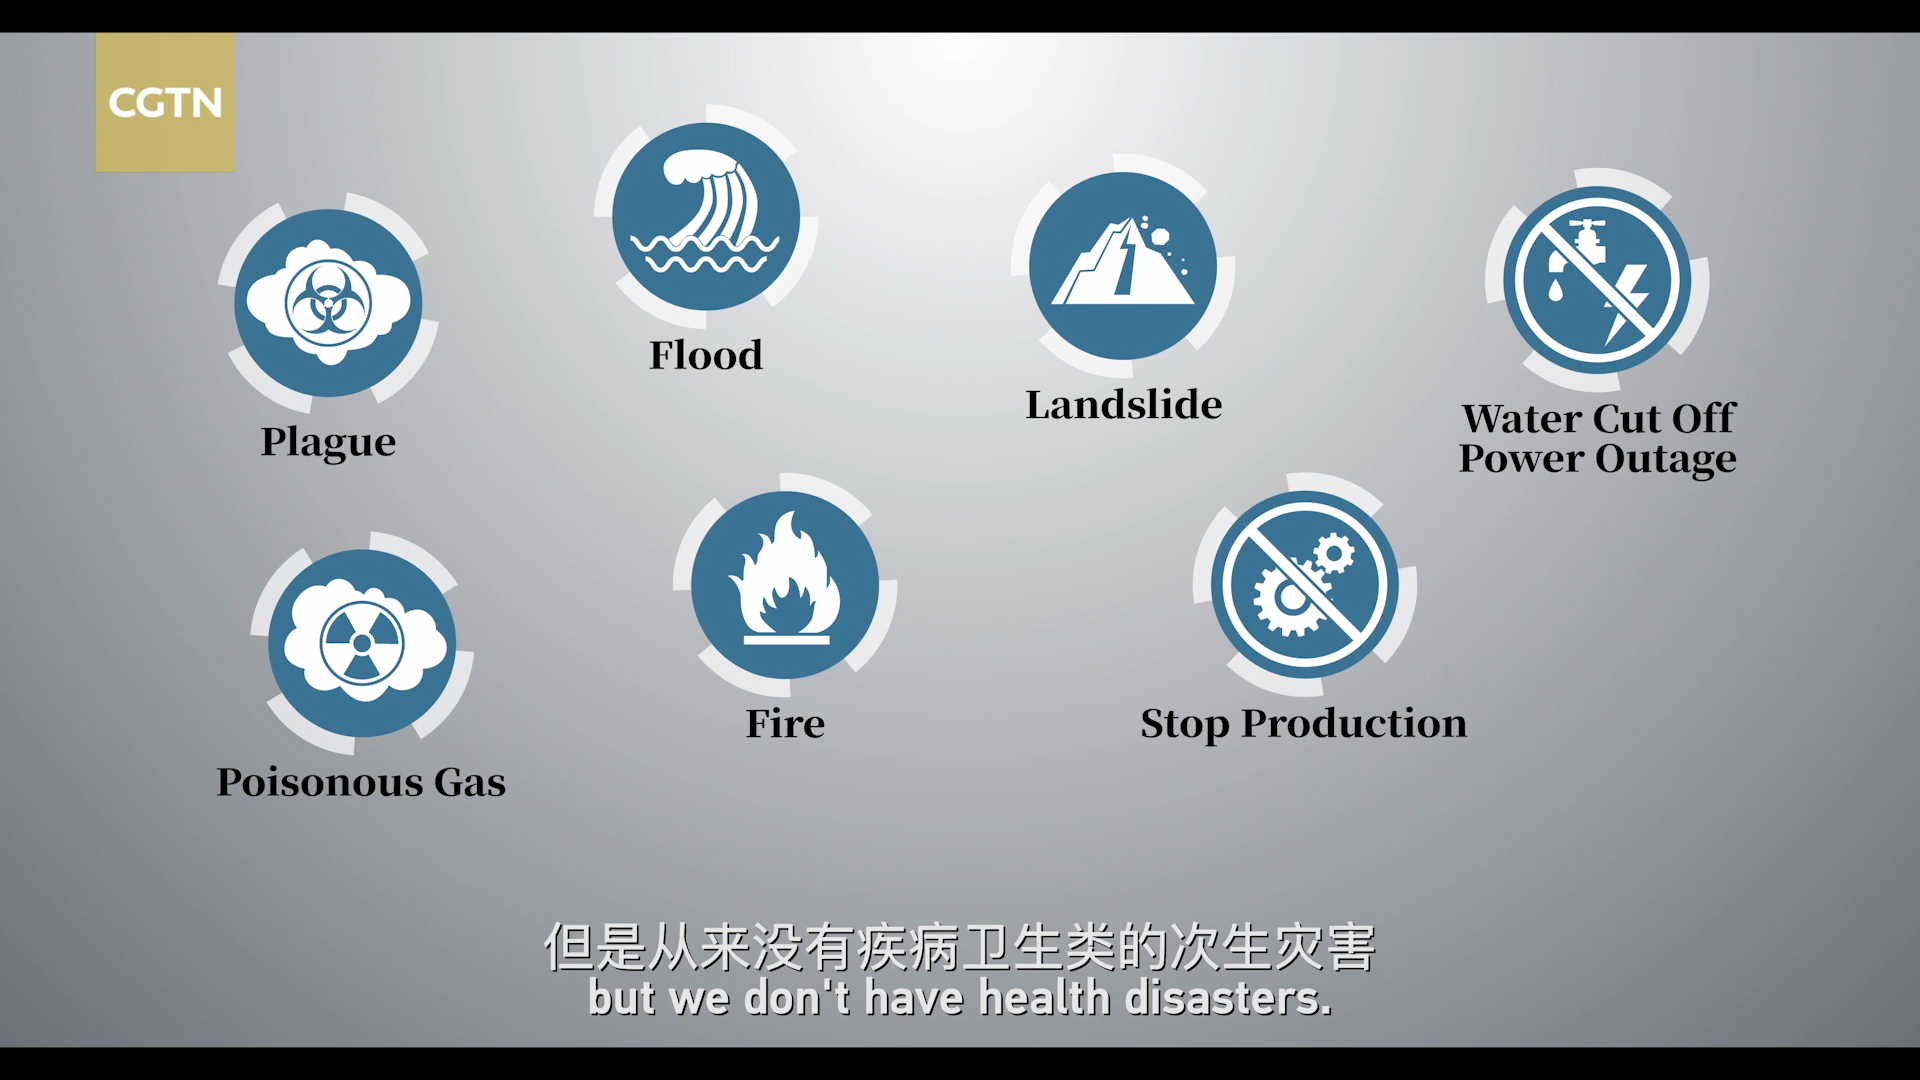 CGTN
Plague
Flood
Landslide
Water Cut Off
Power Outage
Poisonous Gas
Fire
Stop Production
但是从来没有疾病卫生类的次生灾害
but we don't have health disasters.